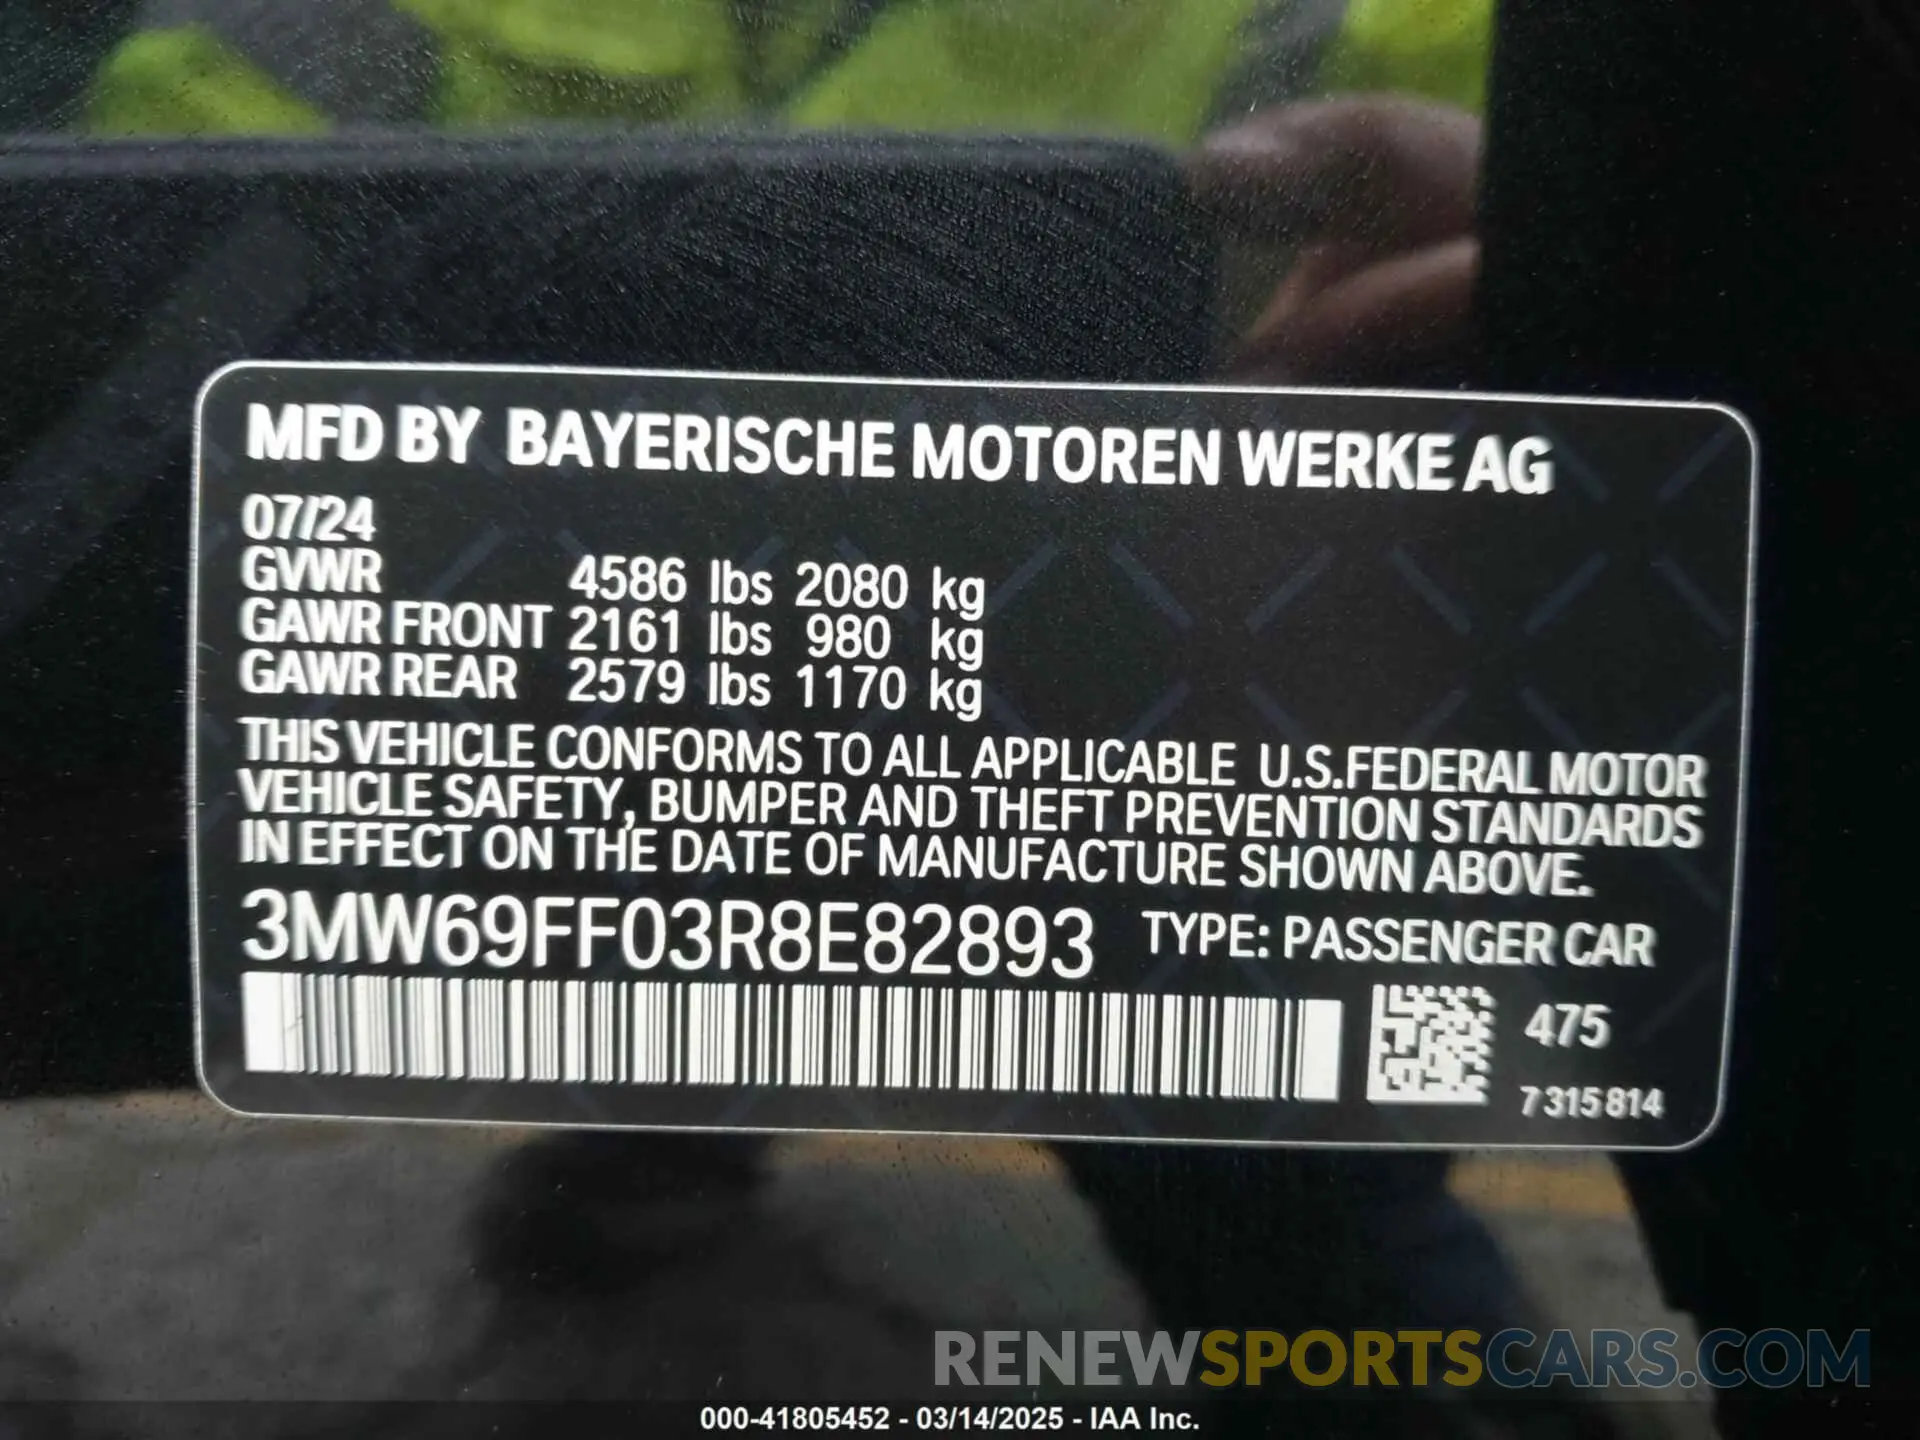 MFD BY BAYERISCHE MOTOREN WERKE AG
07/24
GVWR 4586 lbs 2080 kg
GAWR FRONT 2161 lbs 980 kg
GAWR REAR 2579 lbs 1170 kg
THIS VEHICLE CONFORMS TO ALL APPLICABLE U.S.FEDERAL MOTOR
VEHICLE SAFETY, BUMPER AND THEFT PREVENTION STANDARDS
IN EFFECT ON THE DATE OF MANUFACTURE SHOWN ABOVE.
3MW69FF03R8E82893 TYPE: PASSENGER CAR
475
7315814
RENEWSPORTSCARS.COM
000-41805452 - 03/14/2025 - IAA Inc.